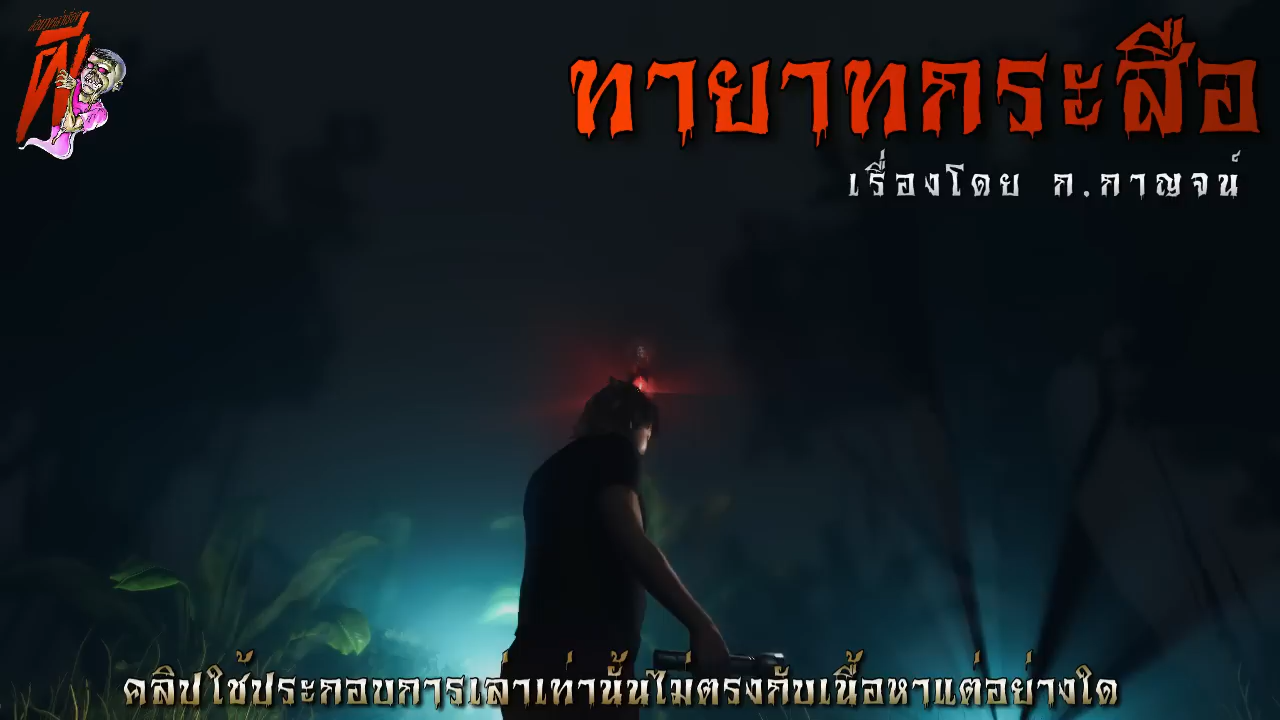 ผี
ทายาทกระสือ
เรื่องโดย ก.กาญจน์
คลิปใช้ประกอบการเล่าเท่านั้นไม่ตรงกับเนื้อหาแต่อย่างใด